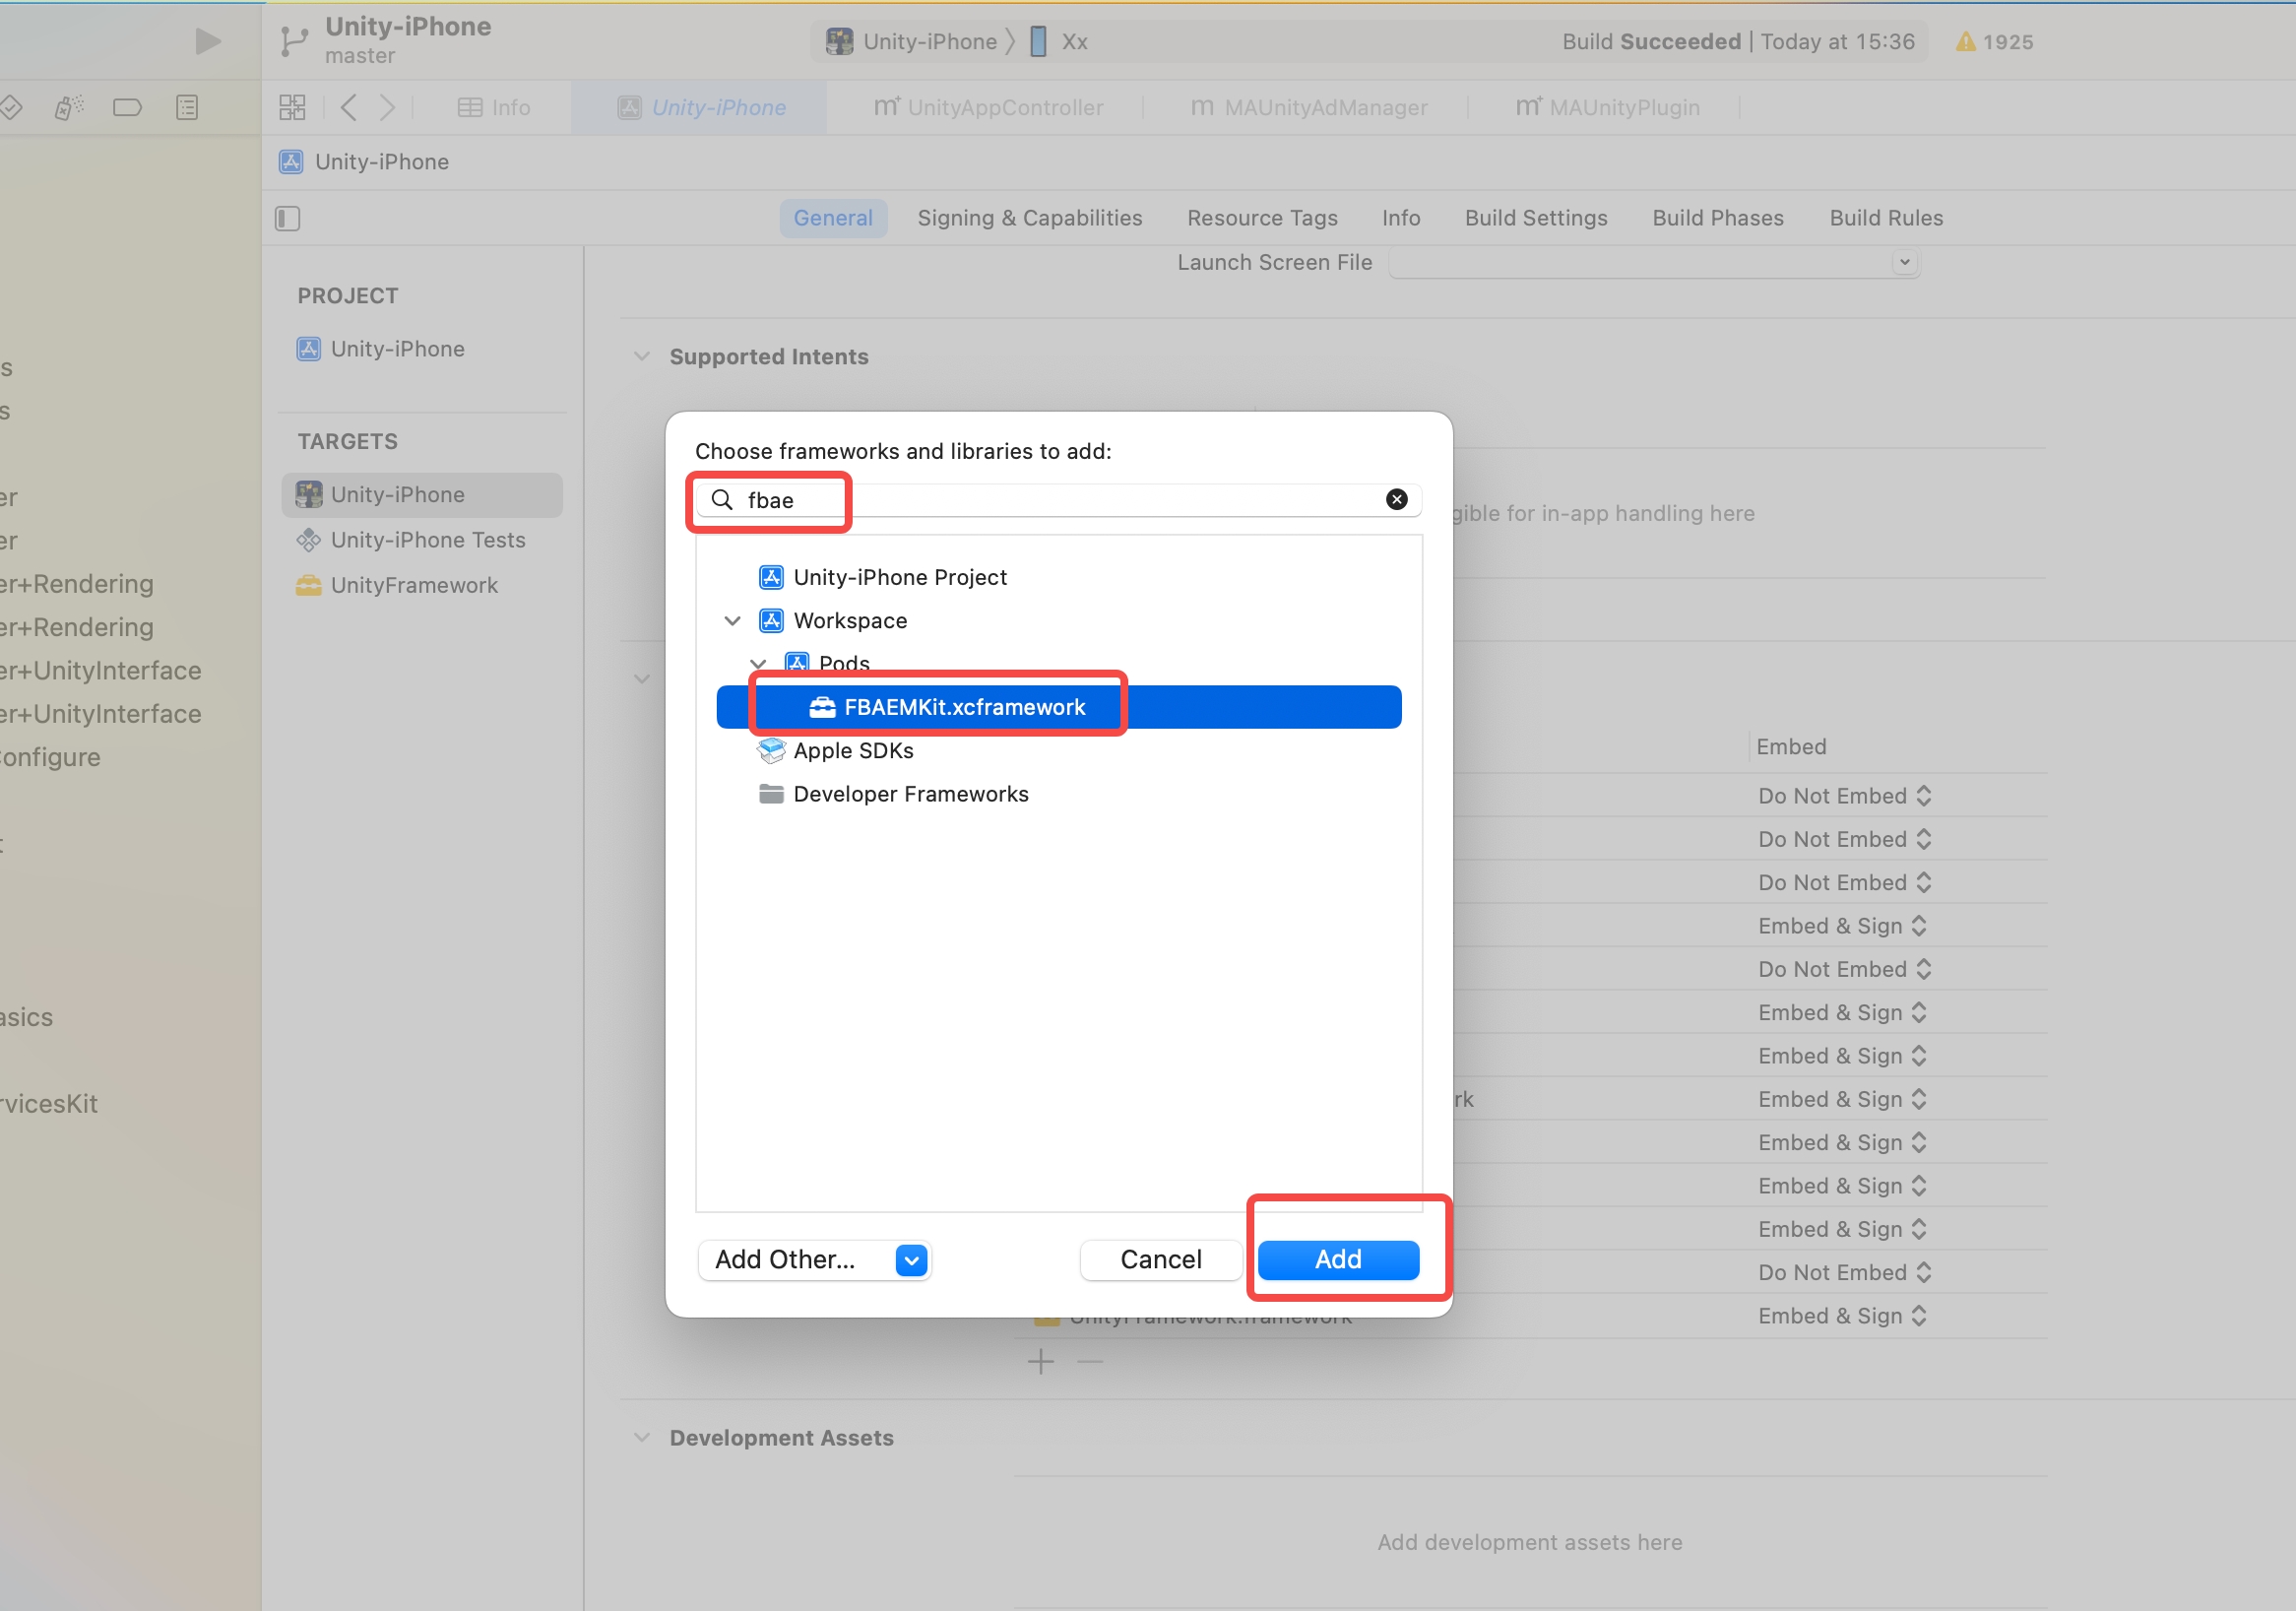 Unity-iPhone
master
Unity-iPhone
Xx
Build Succeeded | Today at 15:36
1925
Info
Unity-iPhone
UnityAppController
MAUnityAdManager
MAUnityPlugin
Unity-iPhone
General
Signing & Capabilities
Resource Tags
Info
Build Settings
Build Phases
Build Rules
Launch Screen File
PROJECT
Unity-iPhone
TARGETS
Unity-iPhone
Unity-iPhone Tests
UnityFramework
er+Rendering
er+Rendering
er+UnityInterface
er+UnityInterface
onfigure
asics
rvicesKit
Supported Intents
Choose frameworks and libraries to add:
fbae
Unity-iPhone Project
Workspace
Pods
FBAEMKit.xcframework
Apple SDKs
Developer Frameworks
Add Other...
Cancel
Add
gible for in-app handling here
Embed
Do Not Embed
Do Not Embed
Do Not Embed
Embed & Sign
Do Not Embed
Embed & Sign
Embed & Sign
rk
Embed & Sign
Embed & Sign
Embed & Sign
Embed & Sign
Do Not Embed
UnityFramework.framework
Embed & Sign
Development Assets
Add development assets here